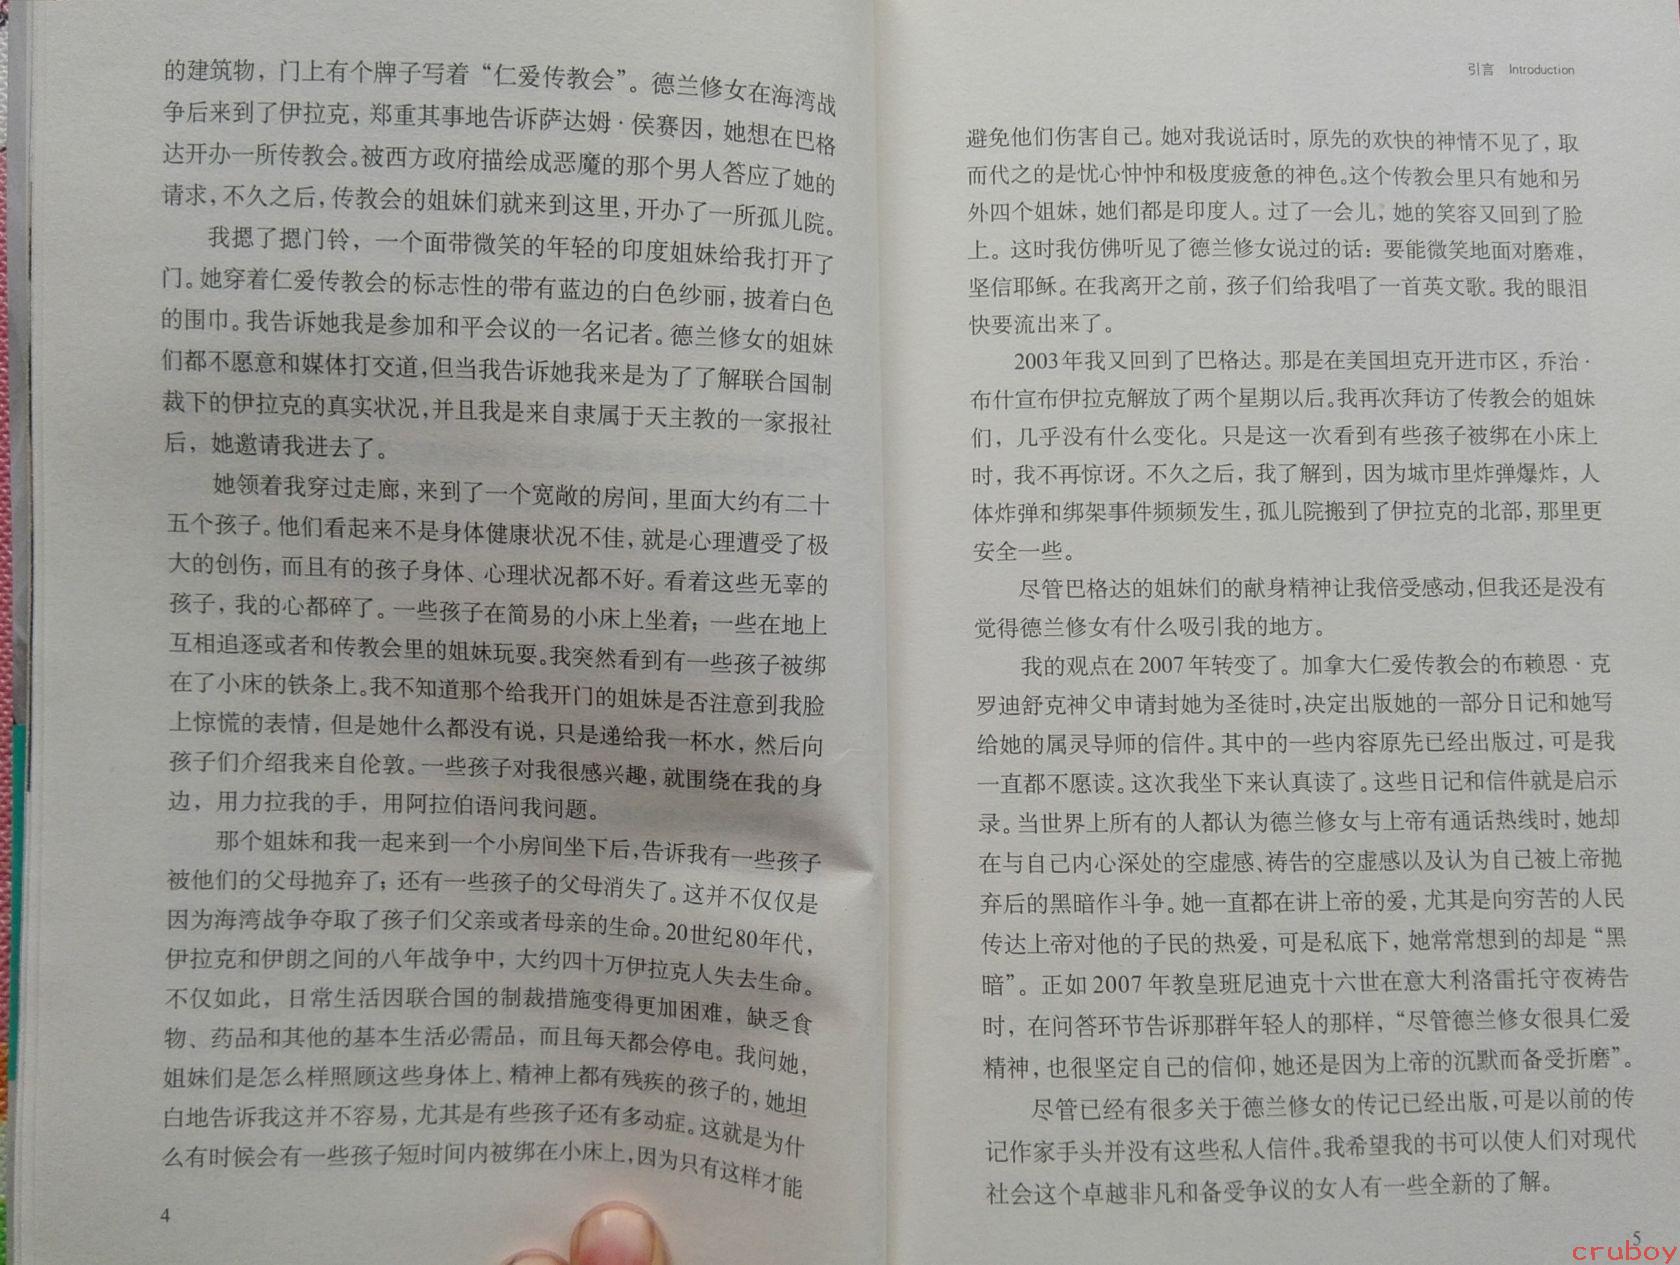 的建筑物，门上有个牌子写着“仁爱传教会”。德兰修女在海湾战
争后来到了伊拉克，郑重其事地告诉萨达姆·侯赛因，她想在巴格
达开办一所传教会。被西方政府描绘成恶魔的那个男人答应了她的
请求，不久之后，传教会的姐妹们就来到这里，开办了一所孤儿院。
我摁了摁门铃，一个面带微笑的年轻的印度姐妹给我打开了
门。她穿着仁爱传教会的标志性的带有蓝边的白色纱丽，披着白色
的围巾。我告诉她我是参加和平会议的一名记者。德兰修女的姐妹
们都不愿意和媒体打交道，但当我告诉她我来是为了了解联合国制
裁下的伊拉克的真实状况，并且我是来自隶属于天主教的一家报社
后，她邀请我进去了。
她领着我穿过走廊，来到了一个宽敞的房间，里面大约有二十
五个孩子。他们看起来不是身体健康状况不佳，就是心理遭受了极
大的创伤，而且有的孩子身体、心理状况都不好。看着这些无辜的
孩子，我的心都碎了。一些孩子在简易的小床上坐着；一些在地上
互相追逐或者和传教会里的姐妹玩耍。我突然看到有一些孩子被绑
在了小床的铁条上。我不知道那个给我开门的姐妹是否注意到我脸
上惊慌的表情，但是她什么都没有说，只是递给我一杯水，然后向
孩子们介绍我来自伦敦。一些孩子对我很感兴趣，就围绕在我的身
边，用力拉我的手，用阿拉伯语问我问题。
那个姐妹和我一起来到一个小房间坐下后，告诉我有一些孩子
被他们的父母抛弃了；还有一些孩子的父母消失了。这并不仅仅是
因为海湾战争夺取了孩子们父亲或者母亲的生命。20世纪80年代，
伊拉克和伊朗之间的八年战争中，大约四十万伊拉克人失去生命。
不仅如此，日常生活因联合国的制裁措施变得更加困难，缺乏食
物、药品和其他的基本生活必需品，而且每天都会停电。我问她，
姐妹们是怎么样照顾这些身体上、精神上都有残疾的孩子的，她坦
白地告诉我这并不容易，尤其是有些孩子还有多动症。这就是为什
么有时候会有一些孩子短时间内被绑在小床上，因为只有这样才能
4
引言 Introduction
避免他们伤害自己。她对我说话时，原先的欢快的神情不见了，取
而代之的是忧心忡忡和极度疲惫的神色。这个传教会里只有她和另
外四个姐妹，她们都是印度人。过了一会儿，她的笑容又回到了脸
上。这时我仿佛听见了德兰修女说过的话：要能微笑地面对磨难，
坚信耶稣。在我离开之前，孩子们给我唱了一首英文歌。我的眼泪
快要流出来了。
2003年我又回到了巴格达。那是在美国坦克开进市区，乔治·
布什宣布伊拉克解放了两个星期以后。我再次拜访了传教会的姐妹
们，几乎没有什么变化。只是这一次看到有些孩子被绑在小床上
时，我不再惊讶。不久之后，我了解到，因为城市里炸弹爆炸，人
体炸弹和绑架事件频频发生，孤儿院搬到了伊拉克的北部，那里更
安全一些。
尽管巴格达的姐妹们的献身精神让我倍受感动，但我还是没有
觉得德兰修女有什么吸引我的地方。
我的观点在2007年转变了。加拿大仁爱传教会的布赖恩·克
罗迪舒克神父申请封她为圣徒时，决定出版她的一部分日记和她写
给她的属灵导师的信件。其中的一些内容原先已经出版过，可是我
一直都不愿读。这次我坐下来认真读了。这些日记和信件就是启示
录。当世界上所有的人都认为德兰修女与上帝有通话热线时，她却
在与自己内心深处的空虚感、祷告的空虚感以及认为自己被上帝抛
弃后的黑暗作斗争。她一直都在讲上帝的爱，尤其是向穷苦的人民
传达上帝对他的子民的热爱，可是私底下，她常常想到的却是“黑
暗”。正如2007年教皇班尼迪克十六世在意大利洛雷托守夜祷告
时，在问答环节告诉那群年轻人的那样，“尽管德兰修女很具仁爱
精神，也很坚定自己的信仰，她还是因为上帝的沉默而备受折磨”。
尽管已经有很多关于德兰修女的传记已经出版，可是以前的传
记作家手头并没有这些私人信件。我希望我的书可以使人们对现代
社会这个卓越非凡和备受争议的女人有一些全新的了解。
5
cruboy